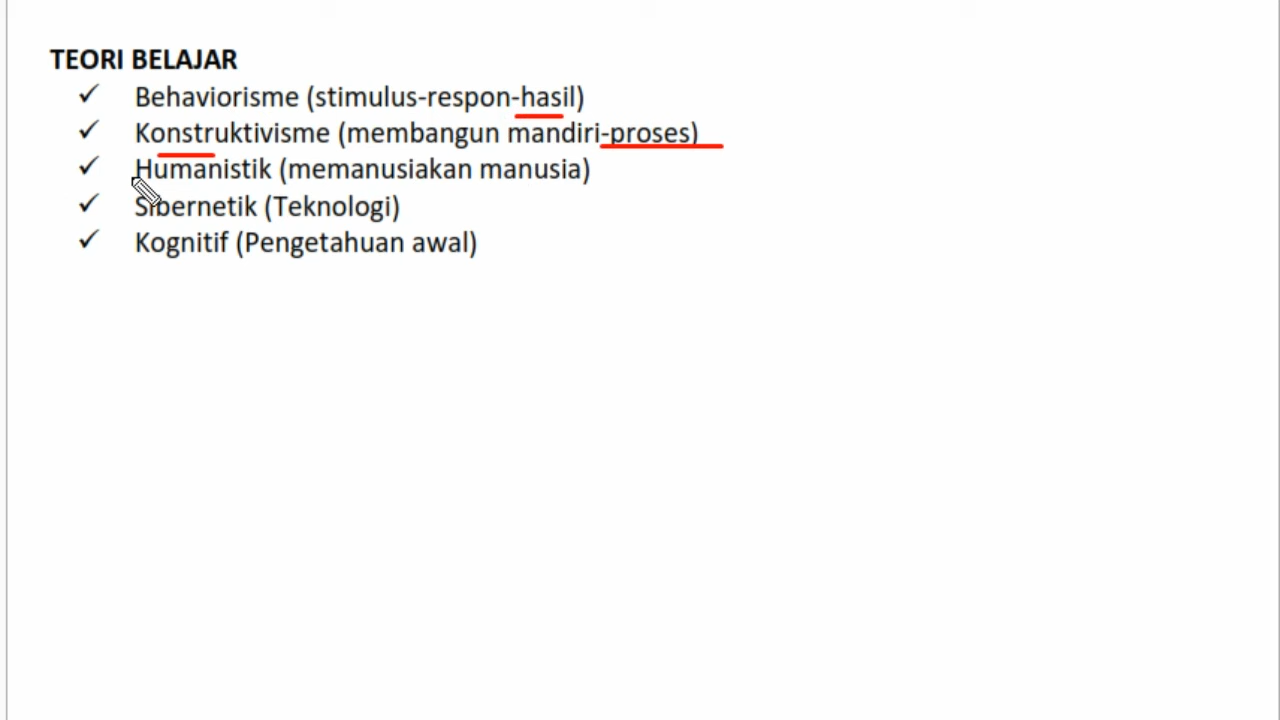 TEORI BELAJAR
✓ Behaviorisme (stimulus-respon-hasil)
✓ Konstruktivisme (membangun mandiri-proses)
✓ Humanistik (memanusiakan manusia)
✓ Sibernetik (Teknologi)
✓ Kognitif (Pengetahuan awal)